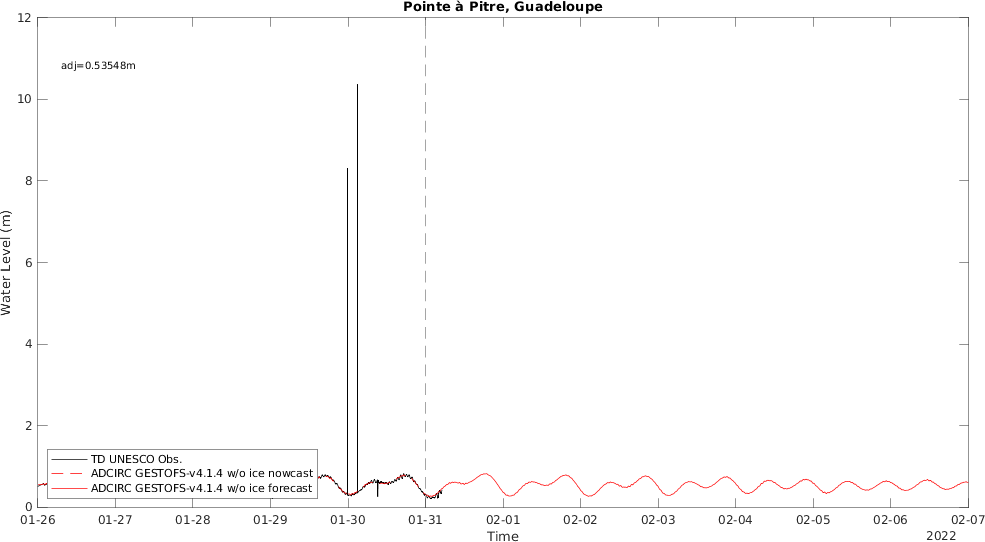 Pointe à Pitre, Guadeloupe
12
adj=0.53548m
10
8
6
Water Level (m)
4
2
TD UNESCO Obs.
ADCIRC GESTOFS-v4.1.4 w/o ice nowcast
ADCIRC GESTOFS-v4.1.4 w/o ice forecast
0
01-26 01-27 01-28 01-29 01-30 01-31 02-01 02-02 02-03 02-04 02-05 02-06 02-07
Time
2022